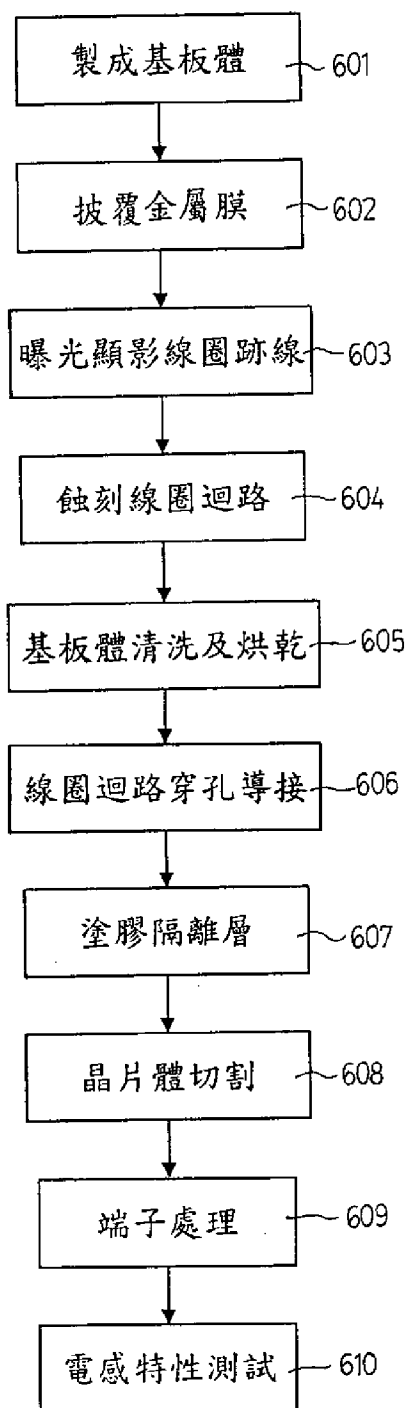 製成基板體 601
披覆金屬膜 602
曝光顯影線圈跡線 603
蝕刻線圈迴路 604
基板體清洗及烘乾 605
線圈迴路穿孔導接 606
塗膠隔離層 607
晶片體切割 608
端子處理 609
電感特性測試 610